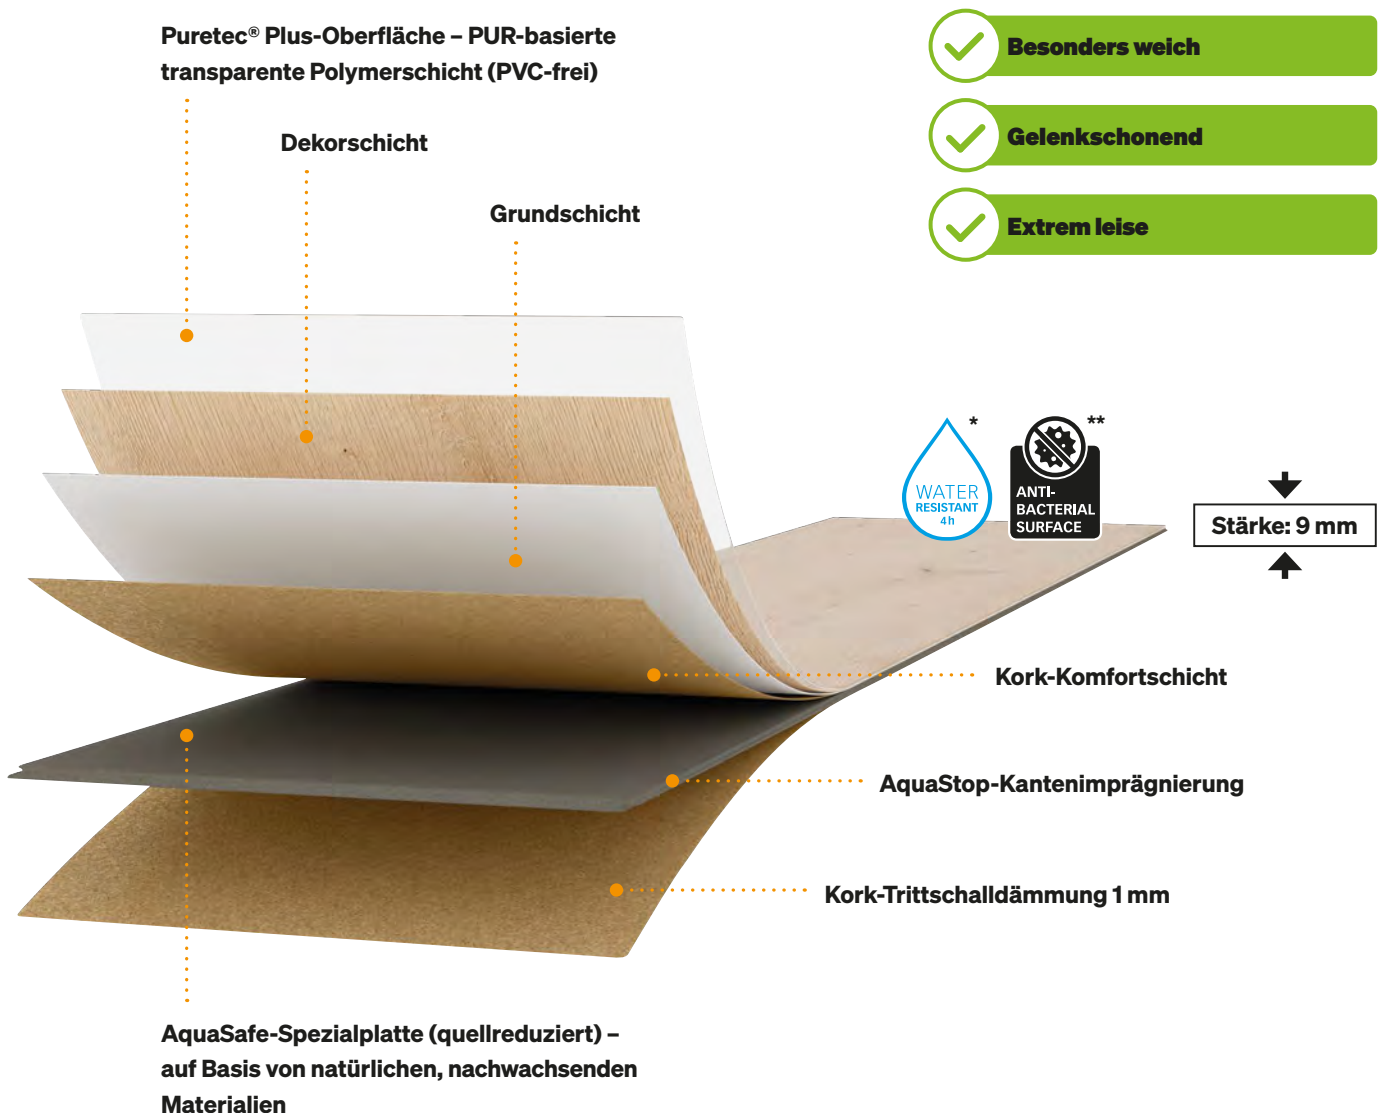 Puretec® Plus-Oberfläche – PUR-basierte
transparente Polymerschicht (PVC-frei)
Dekorschicht
Grundschicht
Besonders weich
Gelenkschonend
Extrem leise
*
WATER
RESISTANT
4 h
**
ANTI-
BACTERIAL
SURFACE
Stärke: 9 mm
Kork-Komfortschicht
AquaStop-Kantenimprägnierung
Kork-Trittschalldämmung 1 mm
AquaSafe-Spezialplatte (quellreduziert) –
auf Basis von natürlichen, nachwachsenden
Materialien